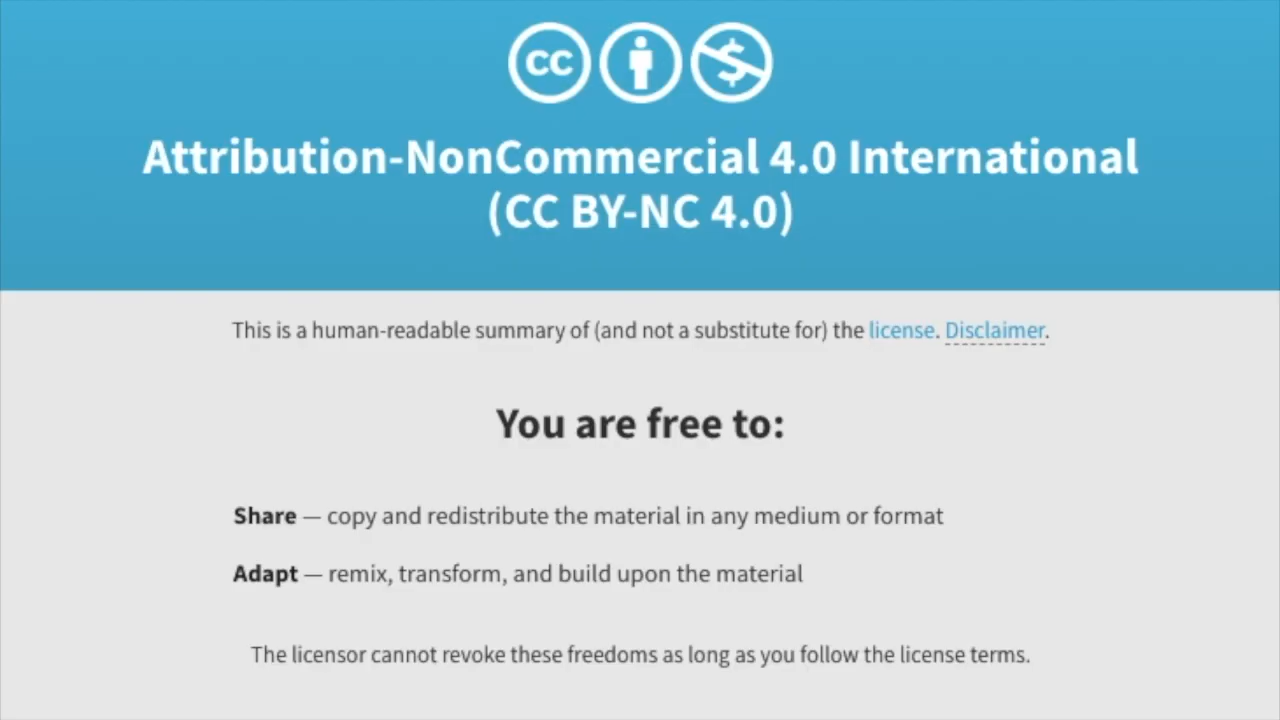 cc
$
Attribution-NonCommercial 4.0 International
(CC BY-NC 4.0)
This is a human-readable summary of (and not a substitute for) the license. Disclaimer.
You are free to:
Share — copy and redistribute the material in any medium or format
Adapt — remix, transform, and build upon the material
The licensor cannot revoke these freedoms as long as you follow the license terms.